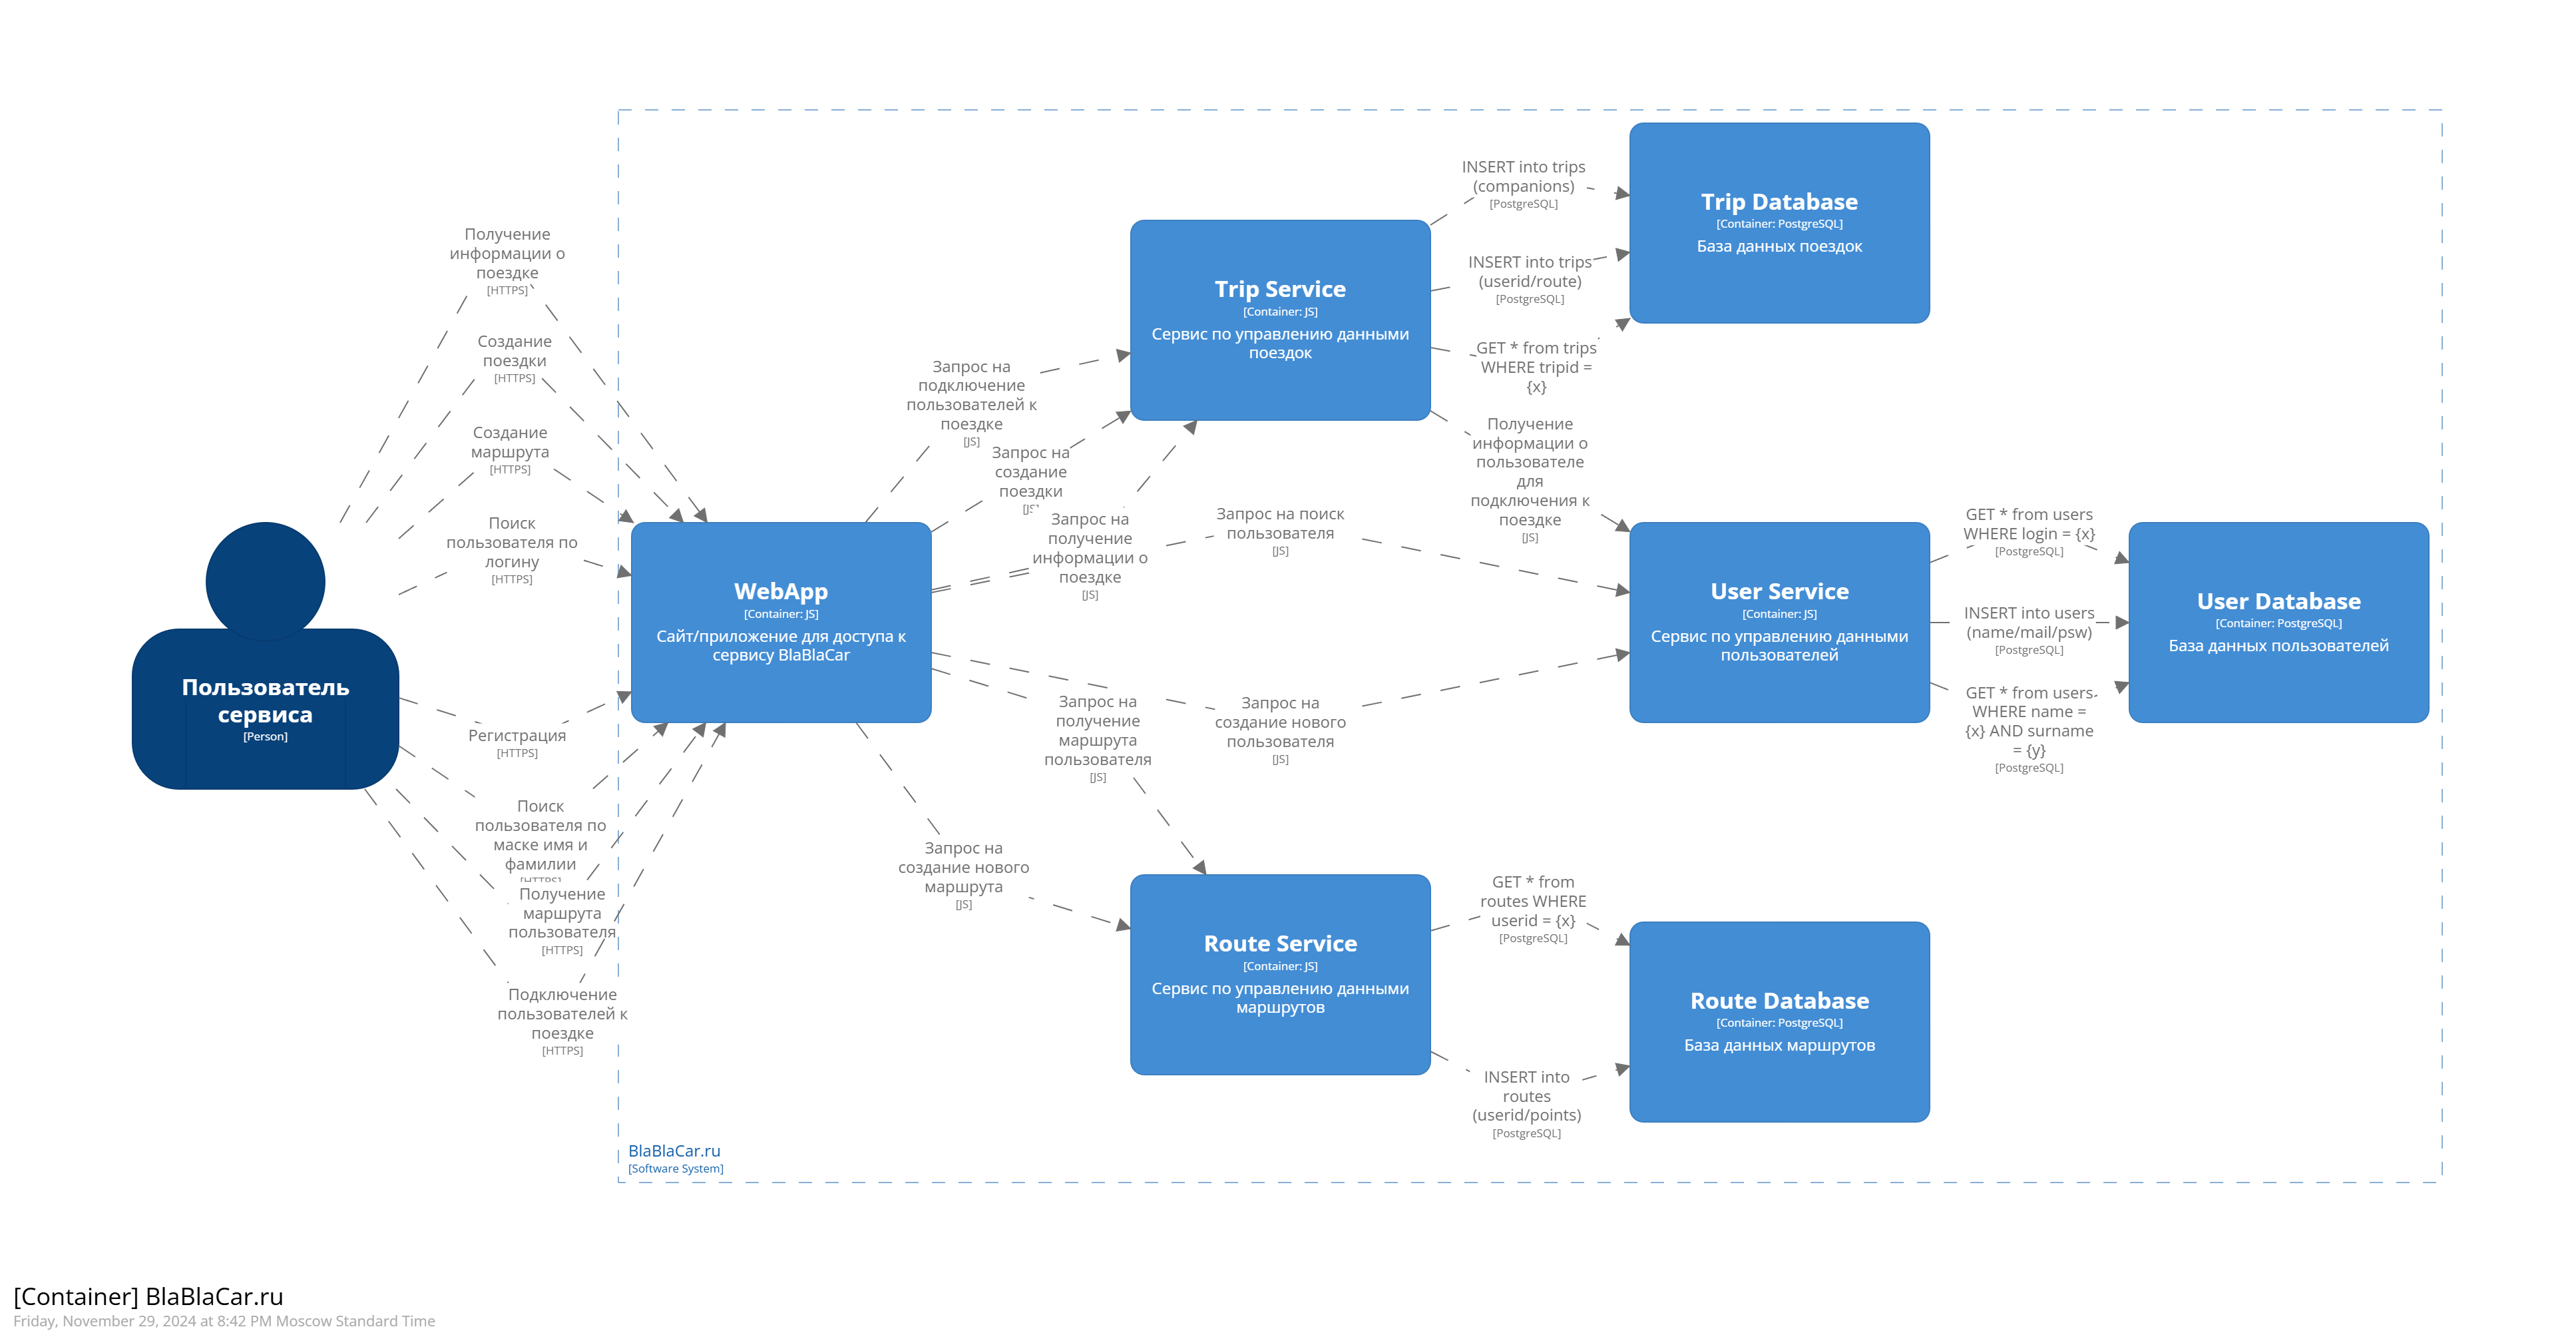 Получение
информации о
поездке
[HTTPS]
Создание
поездки
[HTTPS]
Создание
маршрута
[HTTPS]
Поиск
пользователя по
логину
[HTTPS]
Пользователь
сервиса
[Person]
Регистрация
[HTTPS]
Поиск
пользователя по
маске имя и
фамилии
[HTTPS]
Получение
маршрута
пользователя
[HTTPS]
Подключение
пользователей к
поездке
[HTTPS]
WebApp
[Container: JS]
Сайт/приложение для доступа к
сервису BlaBlaCar
Запрос на
подключение
пользователей к
поездке
[JS]
Запрос на
создание
поездки
[JS]
Запрос на
получение
информации о
поездке
[JS]
Запрос на поиск
пользователя
[JS]
Запрос на
создание нового
пользователя
[JS]
Запрос на
получение
маршрута
пользователя
[JS]
Запрос на
создание нового
маршрута
[JS]
Trip Service
[Container: JS]
Сервис по управлению данными
поездок
INSERT into trips
(companions)
[PostgreSQL]
INSERT into trips
(userid/route)
[PostgreSQL]
GET * from trips
WHERE tripid =
{x}
Получение
информации о
пользователе
для
подключения к
поездке
[JS]
Trip Database
[Container: PostgreSQL]
База данных поездок
User Service
[Container: JS]
Сервис по управлению данными
пользователей
GET * from users
WHERE login = {x}
[PostgreSQL]
INSERT into users
(name/mail/psw)
[PostgreSQL]
GET * from users
WHERE name =
{x} AND surname
= {y}
[PostgreSQL]
User Database
[Container: PostgreSQL]
База данных пользователей
Route Service
[Container: JS]
Сервис по управлению данными
маршрутов
GET * from
routes WHERE
userid = {x}
[PostgreSQL]
INSERT into
routes
(userid/points)
[PostgreSQL]
Route Database
[Container: PostgreSQL]
База данных маршрутов
BlaBlaCar.ru
[Software System]
[Container] BlaBlaCar.ru
Friday, November 29, 2024 at 8:42 PM Moscow Standard Time